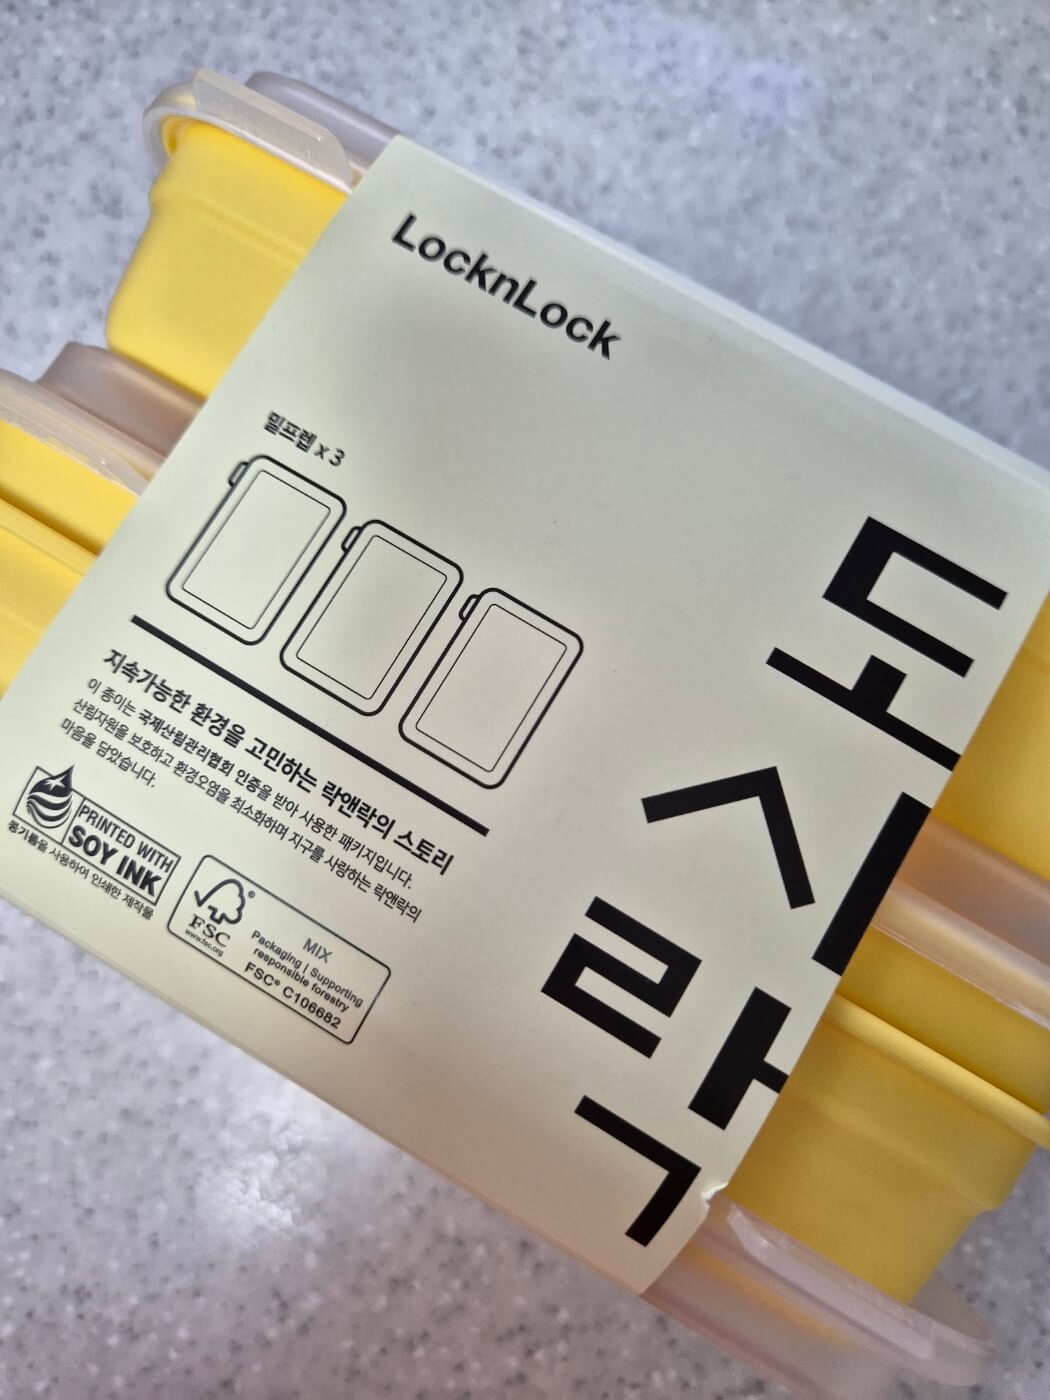 LocknLock
밀프렙 x 3
지속가능한 환경을 고민하는 락앤락의 스토리
이 종이는 국제산림관리협회 인증을 받아 사용한 패키지입니다.
산림자원을 보호하고 환경오염을 최소화하며 지구를 사랑하는 락앤락의
마음을 담았습니다.
PRINTED WITH
SOY INK
콩기름을 사용하여 인쇄한 제작물
FSC
www.fsc.org
MIX
Packaging | Supporting
responsible forestry
FSC® C106682
도시락